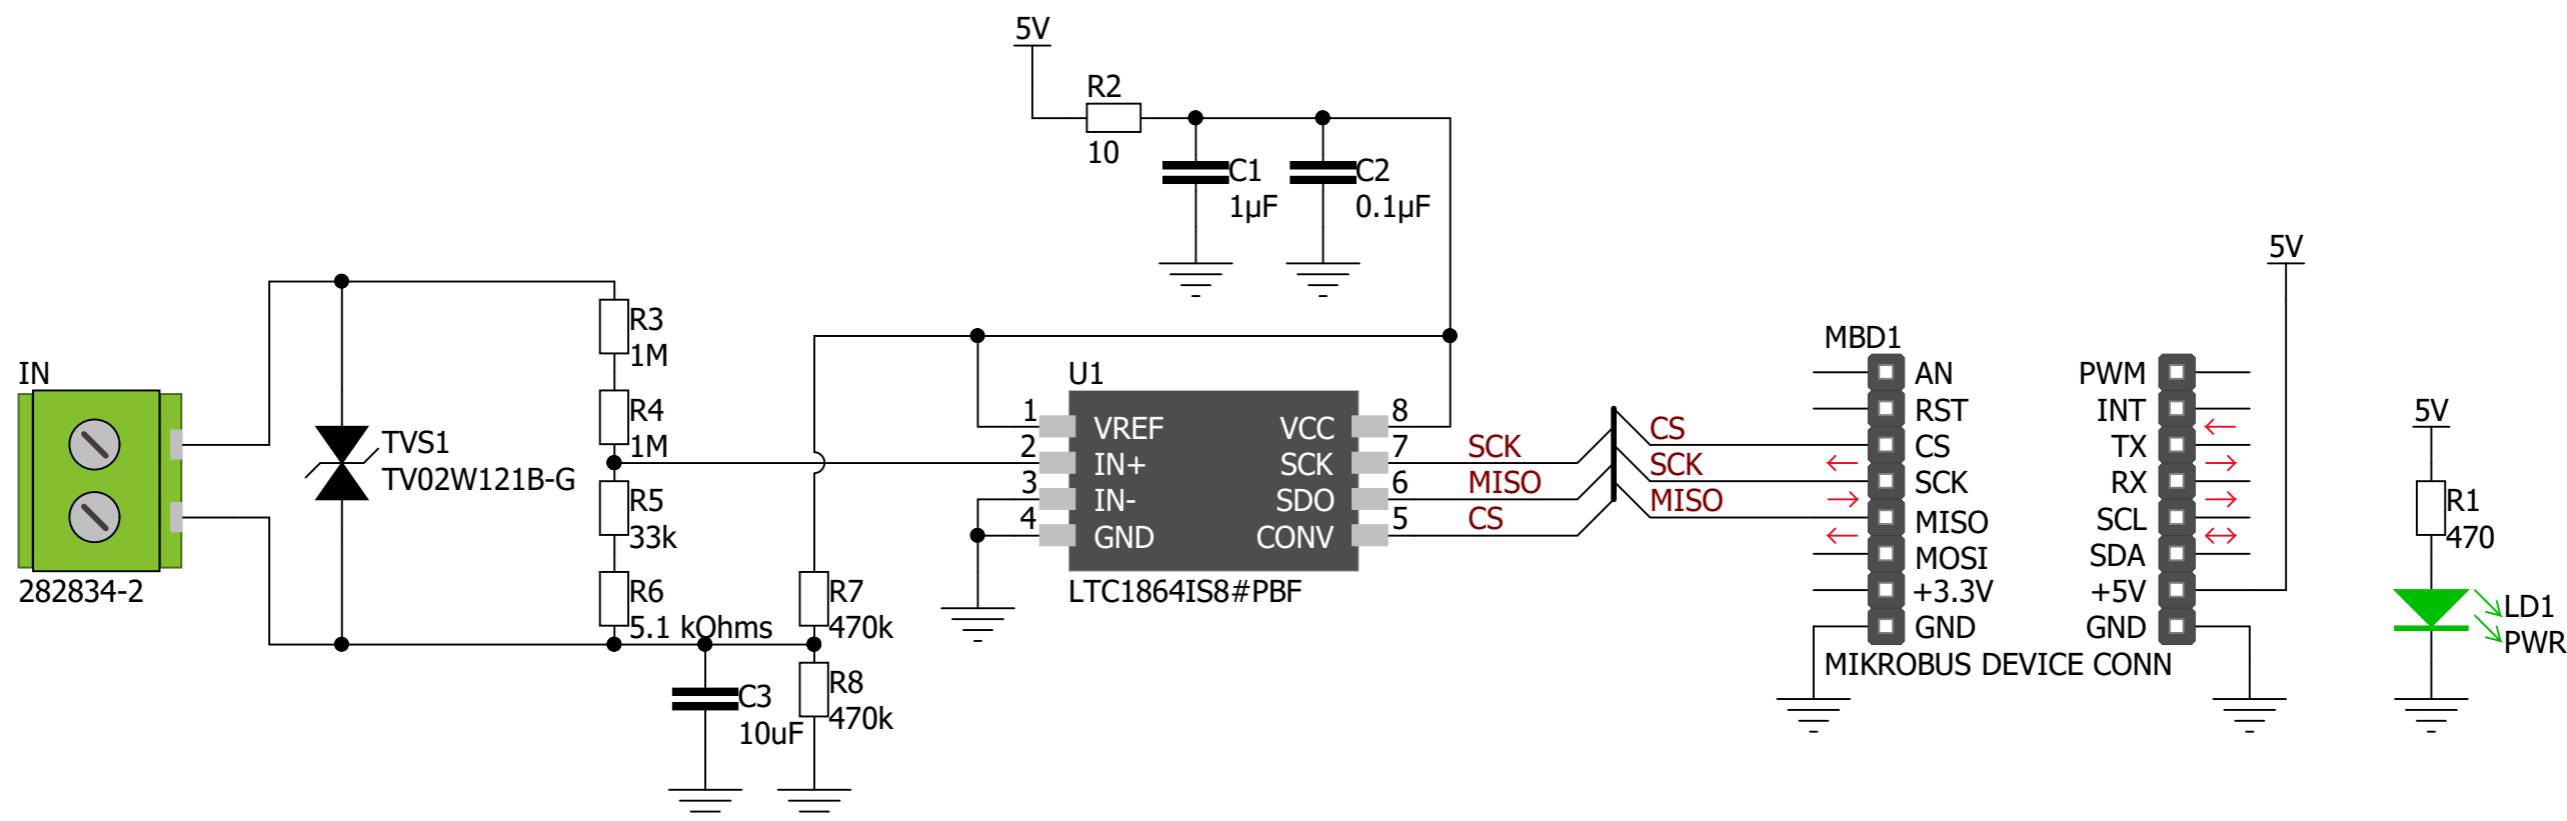 5V
R2
10
C1
1µF
C2
0.1µF
5V
IN
282834-2
TVS1
TV02W121B-G
R3
1M
R4
1M
R5
33k
R6
5.1 kOhms
C3
10uF
R7
470k
R8
470k
U1
1 VREF
2 IN+
3 IN-
4 GND
VCC 8
SCK 7
SDO 6
CONV 5
LTC1864IS8#PBF
SCK
MISO
CS
CS
SCK
MISO
MBD1
AN
RST
CS
SCK
MISO
MOSI
+3.3V
GND
PWM
INT
TX
RX
SCL
SDA
+5V
GND
MIKROBUS DEVICE CONN
5V
R1
470
LD1
PWR